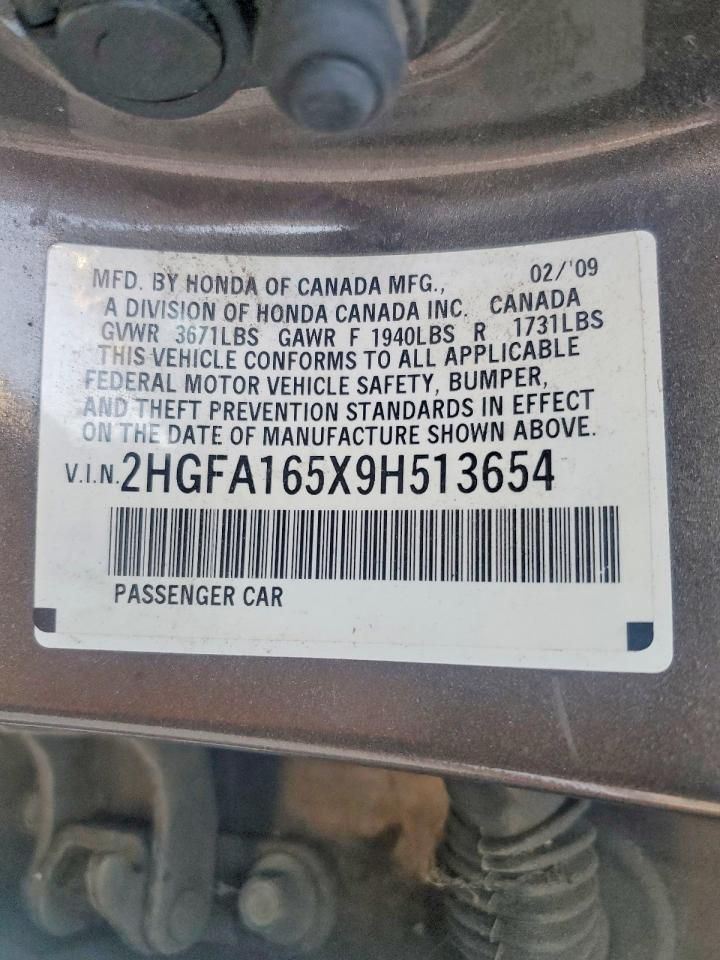 MFD. BY HONDA OF CANADA MFG., 02/'09
A DIVISION OF HONDA CANADA INC. CANADA
GVWR 3671LBS GAWR F 1940LBS R 1731LBS
THIS VEHICLE CONFORMS TO ALL APPLICABLE
FEDERAL MOTOR VEHICLE SAFETY, BUMPER,
AND THEFT PREVENTION STANDARDS IN EFFECT
ON THE DATE OF MANUFACTURE SHOWN ABOVE.
V.I.N. 2HGFA165X9H513654
PASSENGER CAR